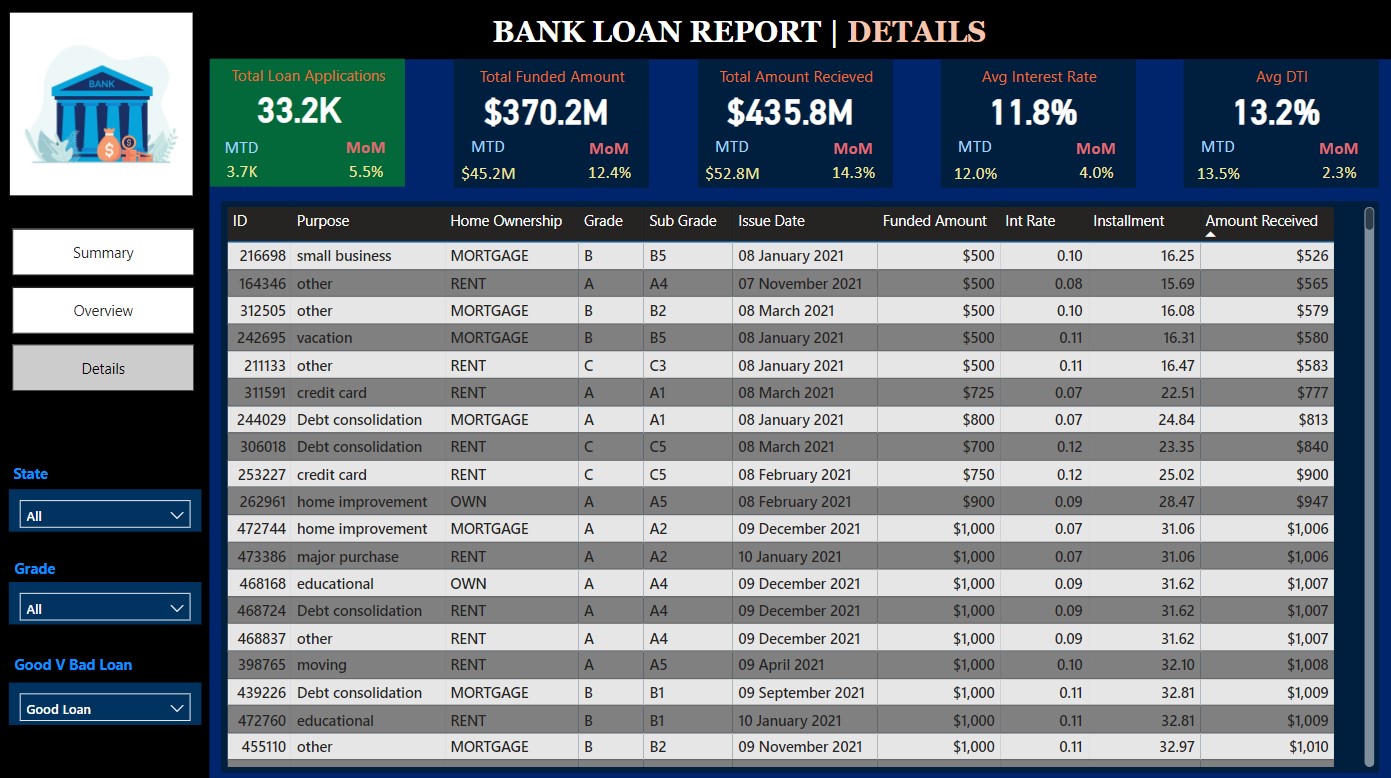 BANK LOAN REPORT | DETAILS
BANK
$
$
Total Loan Applications
33.2K
MTD MoM
3.7K 5.5%
Total Funded Amount
$370.2M
MTD MoM
$45.2M 12.4%
Total Amount Recieved
$435.8M
MTD MoM
$52.8M 14.3%
Avg Interest Rate
11.8%
MTD MoM
12.0% 4.0%
Avg DTI
13.2%
MTD MoM
13.5% 2.3%
Summary
Overview
Details
State
All
Grade
All
Good V Bad Loan
Good Loan
ID Purpose Home Ownership Grade Sub Grade Issue Date Funded Amount Int Rate Installment Amount Received
216698 small business MORTGAGE B B5 08 January 2021 $500 0.10 16.25 $526
164346 other RENT A A4 07 November 2021 $500 0.08 15.69 $565
312505 other MORTGAGE B B2 08 March 2021 $500 0.10 16.08 $579
242695 vacation MORTGAGE B B5 08 January 2021 $500 0.11 16.31 $580
211133 other RENT C C3 08 January 2021 $500 0.11 16.47 $583
311591 credit card RENT A A1 08 March 2021 $725 0.07 22.51 $777
244029 Debt consolidation MORTGAGE A A1 08 January 2021 $800 0.07 24.84 $813
306018 Debt consolidation RENT C C5 08 March 2021 $700 0.12 23.35 $840
253227 credit card RENT C C5 08 February 2021 $750 0.12 25.02 $900
262961 home improvement OWN A A5 08 February 2021 $900 0.09 28.47 $947
472744 home improvement MORTGAGE A A2 09 December 2021 $1,000 0.07 31.06 $1,006
473386 major purchase RENT A A2 10 January 2021 $1,000 0.07 31.06 $1,006
468168 educational OWN A A4 09 December 2021 $1,000 0.09 31.62 $1,007
468724 Debt consolidation RENT A A4 09 December 2021 $1,000 0.09 31.62 $1,007
468837 other RENT A A4 09 December 2021 $1,000 0.09 31.62 $1,007
398765 moving RENT A A5 09 April 2021 $1,000 0.10 32.10 $1,008
439226 Debt consolidation MORTGAGE B B1 09 September 2021 $1,000 0.11 32.81 $1,009
472760 educational RENT B B1 10 January 2021 $1,000 0.11 32.81 $1,009
455110 other MORTGAGE B B2 09 November 2021 $1,000 0.11 32.97 $1,010